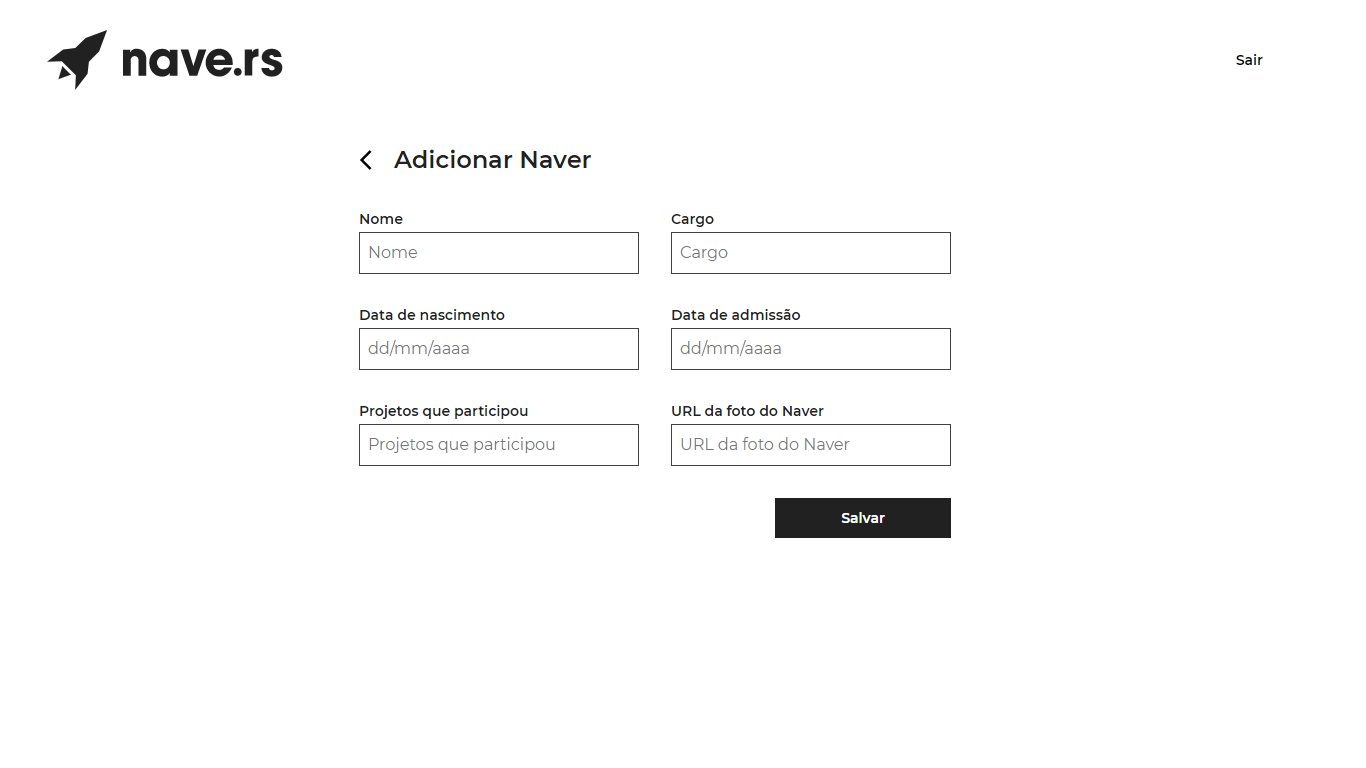 nave.rs
Sair
Adicionar Naver
Nome Cargo
Nome Cargo
Data de nascimento Data de admissão
dd/mm/aaaa dd/mm/aaaa
Projetos que participou URL da foto do Naver
Projetos que participou URL da foto do Naver
Salvar